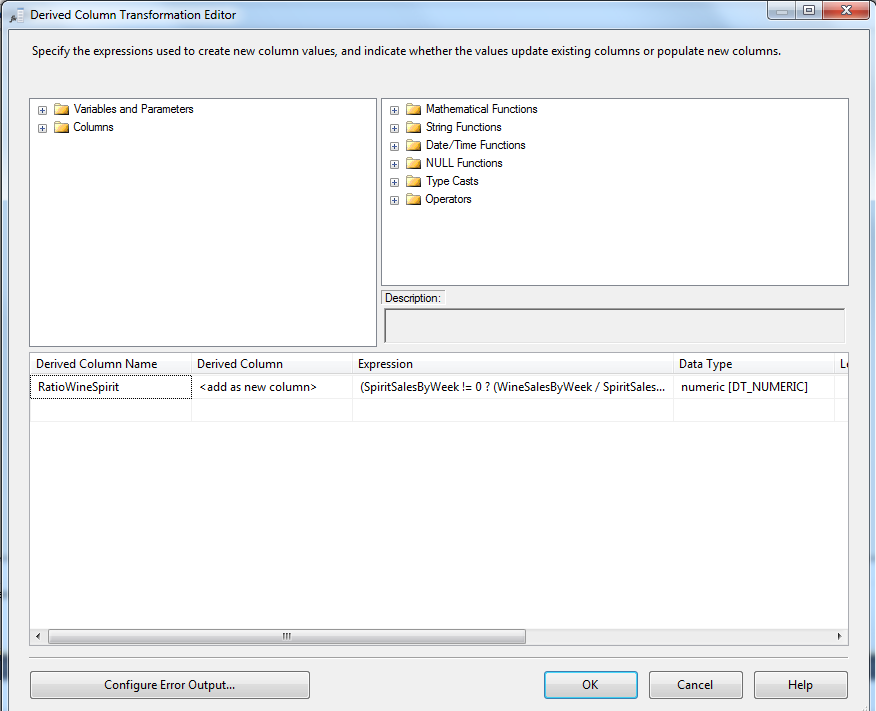 Derived Column Transformation Editor
Specify the expressions used to create new column values, and indicate whether the values update existing columns or populate new columns.
Variables and Parameters
Columns
Mathematical Functions
String Functions
Date/Time Functions
NULL Functions
Type Casts
Operators
Description:
Derived Column Name Derived Column Expression Data Type
RatioWineSpirit <add as new column> (SpiritSalesByWeek != 0 ? (WineSalesByWeek / SpiritSales... numeric [DT_NUMERIC]
Configure Error Output... OK Cancel Help